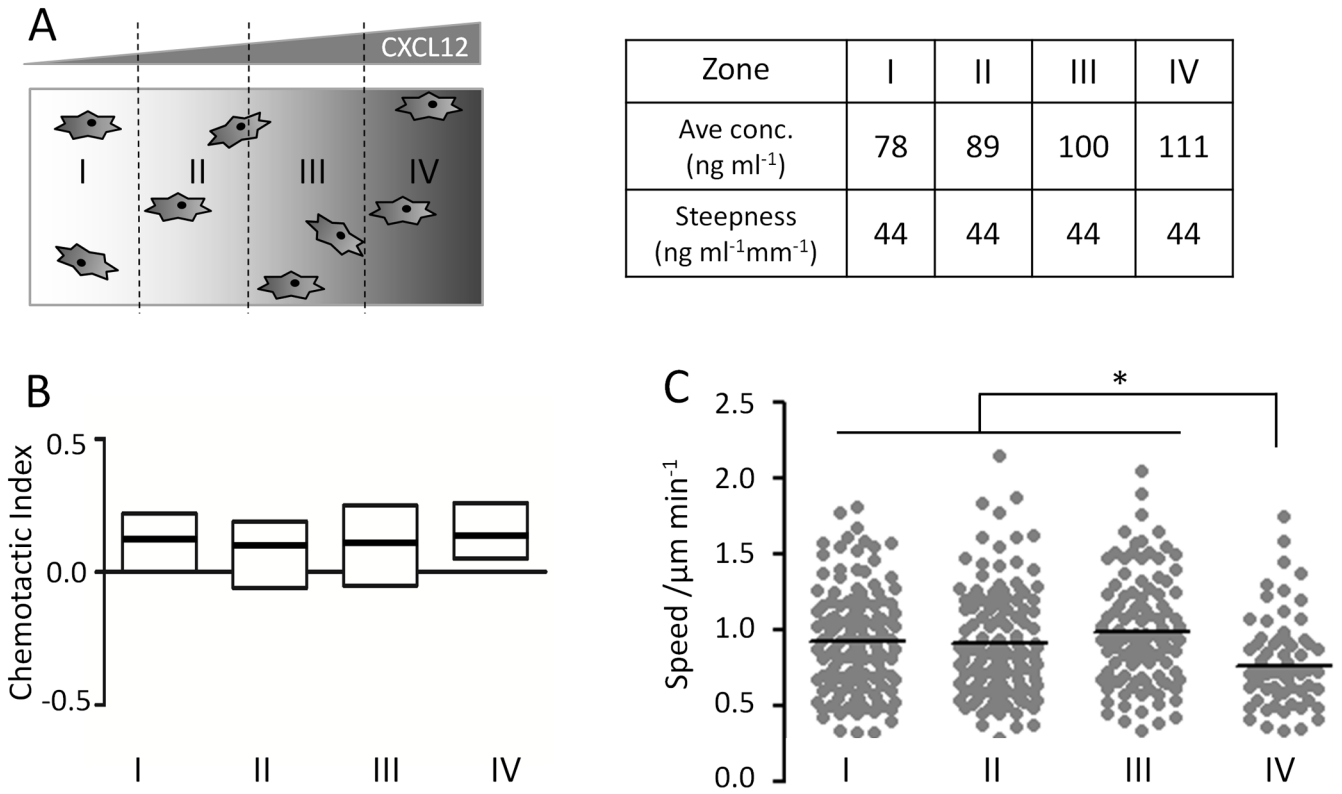 A
CXCL12
I II III IV
Zone I II III IV
Ave conc.
(ng ml⁻¹) 78 89 100 111
Steepness
(ng ml⁻¹mm⁻¹) 44 44 44 44
B
Chemotactic Index
0.5
0.0
-0.5
I II III IV
C
*
Speed /µm min⁻¹
2.5
2.0
1.5
1.0
0.5
0.0
I II III IV